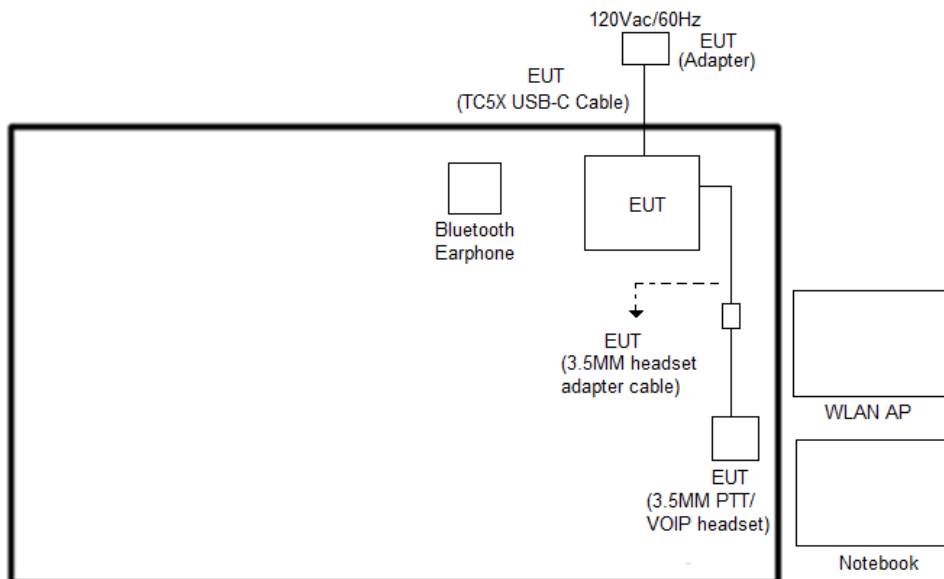 120Vac/60Hz
EUT
(Adapter)
EUT
(TC5X USB-C Cable)
EUT
Bluetooth
Earphone
EUT
(3.5MM headset
adapter cable)
WLAN AP
EUT
(3.5MM PTT/
VOIP headset)
Notebook